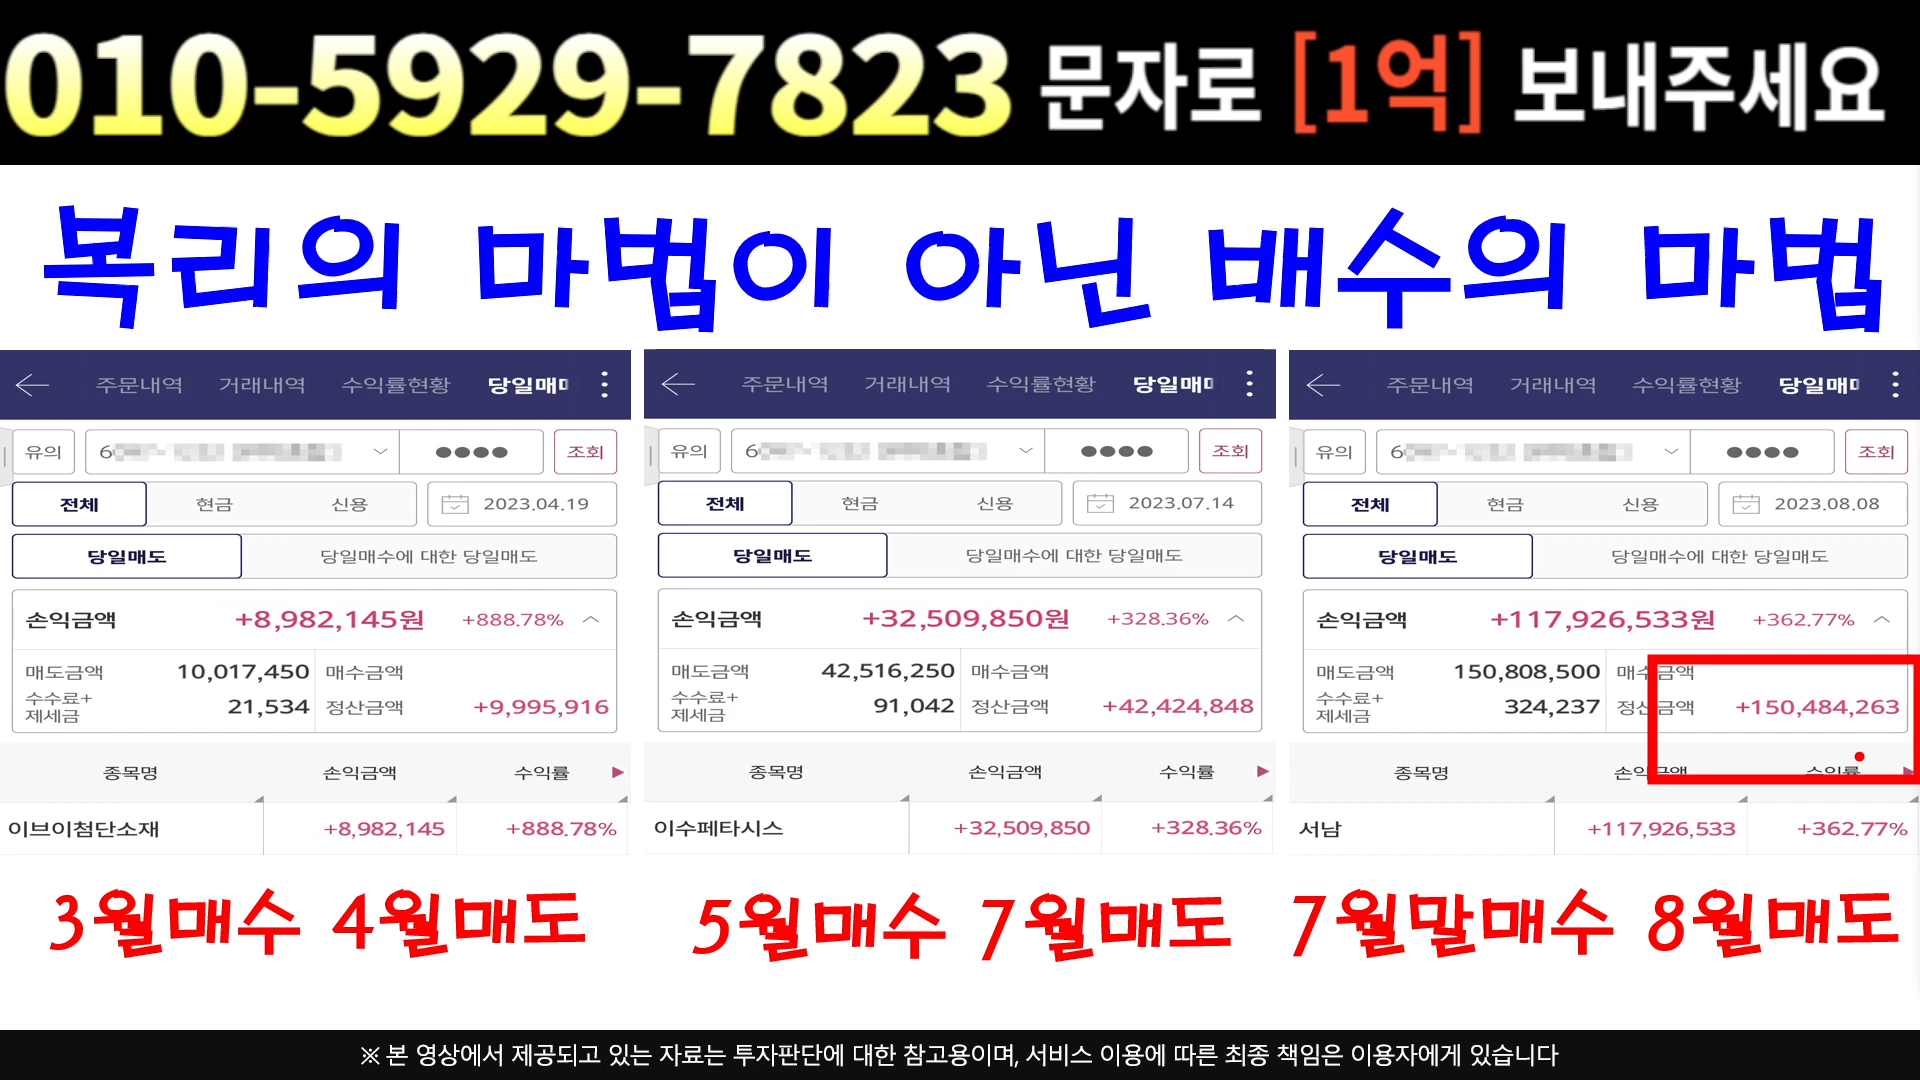 010-5929-7823 문자로 [1억] 보내주세요
복리의 마법이 아닌 배수의 마법
주문내역 거래내역 수익률현황 당일매매
유의 6 ●●●● 조회
전체 현금 신용 2023.04.19
당일매도 당일매수에 대한 당일매도
손익금액 +8,982,145원 +888.78%
매도금액 10,017,450 매수금액
수수료+제세금 21,534 정산금액 +9,995,916
종목명 손익금액 수익률
이브이첨단소재 +8,982,145 +888.78%
3월매수 4월매도
주문내역 거래내역 수익률현황 당일매매
유의 6 ●●●● 조회
전체 현금 신용 2023.07.14
당일매도 당일매수에 대한 당일매도
손익금액 +32,509,850원 +328.36%
매도금액 42,516,250 매수금액
수수료+제세금 91,042 정산금액 +42,424,848
종목명 손익금액 수익률
이수페타시스 +32,509,850 +328.36%
5월매수 7월매도
주문내역 거래내역 수익률현황 당일매매
유의 6 ●●●● 조회
전체 현금 신용 2023.08.08
당일매도 당일매수에 대한 당일매도
손익금액 +117,926,533원 +362.77%
매도금액 150,808,500 매수금액
수수료+제세금 324,237 정산금액 +150,484,263
종목명 손익금액 수익률
서남 +117,926,533 +362.77%
7월말매수 8월매도
※ 본 영상에서 제공되고 있는 자료는 투자판단에 대한 참고용이며, 서비스 이용에 따른 최종 책임은 이용자에게 있습니다